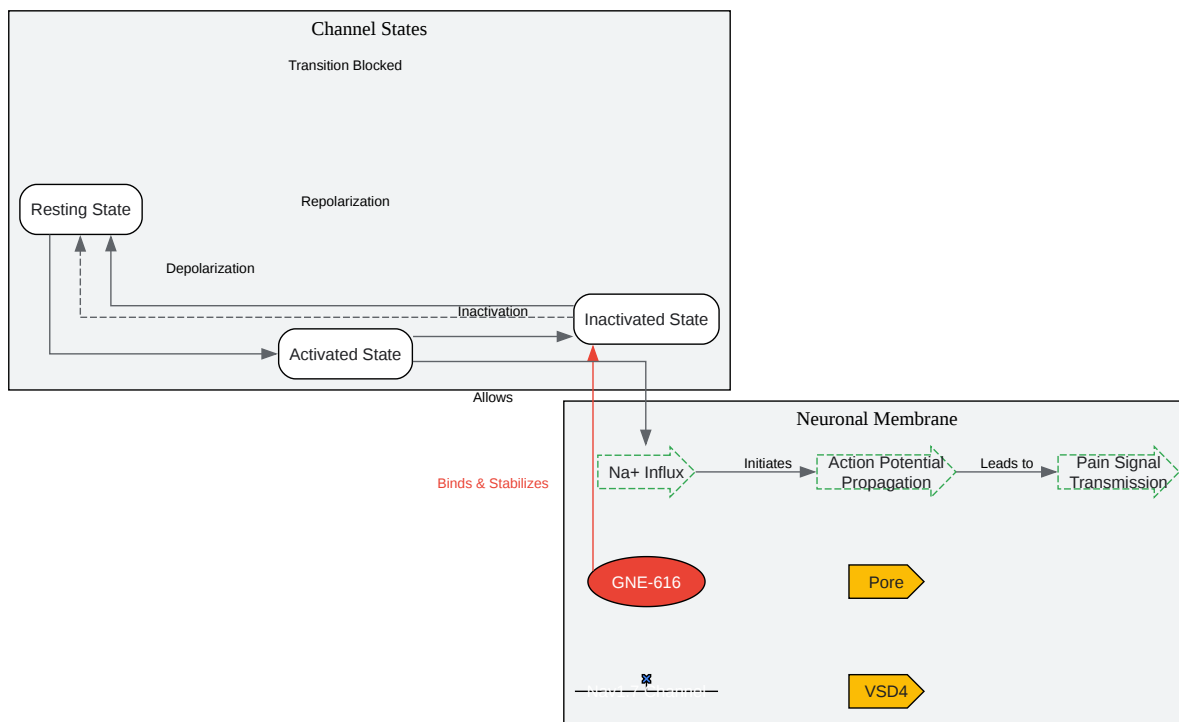 Channel States
Transition Blocked
Resting State
Repolarization
Depolarization
Inactivation
Inactivated State
Activated State
Allows
Neuronal Membrane
Na+ Influx
Initiates
Action Potential
Propagation
Leads to
Pain Signal
Transmission
Binds & Stabilizes
GNE-616
Pore
VSD4